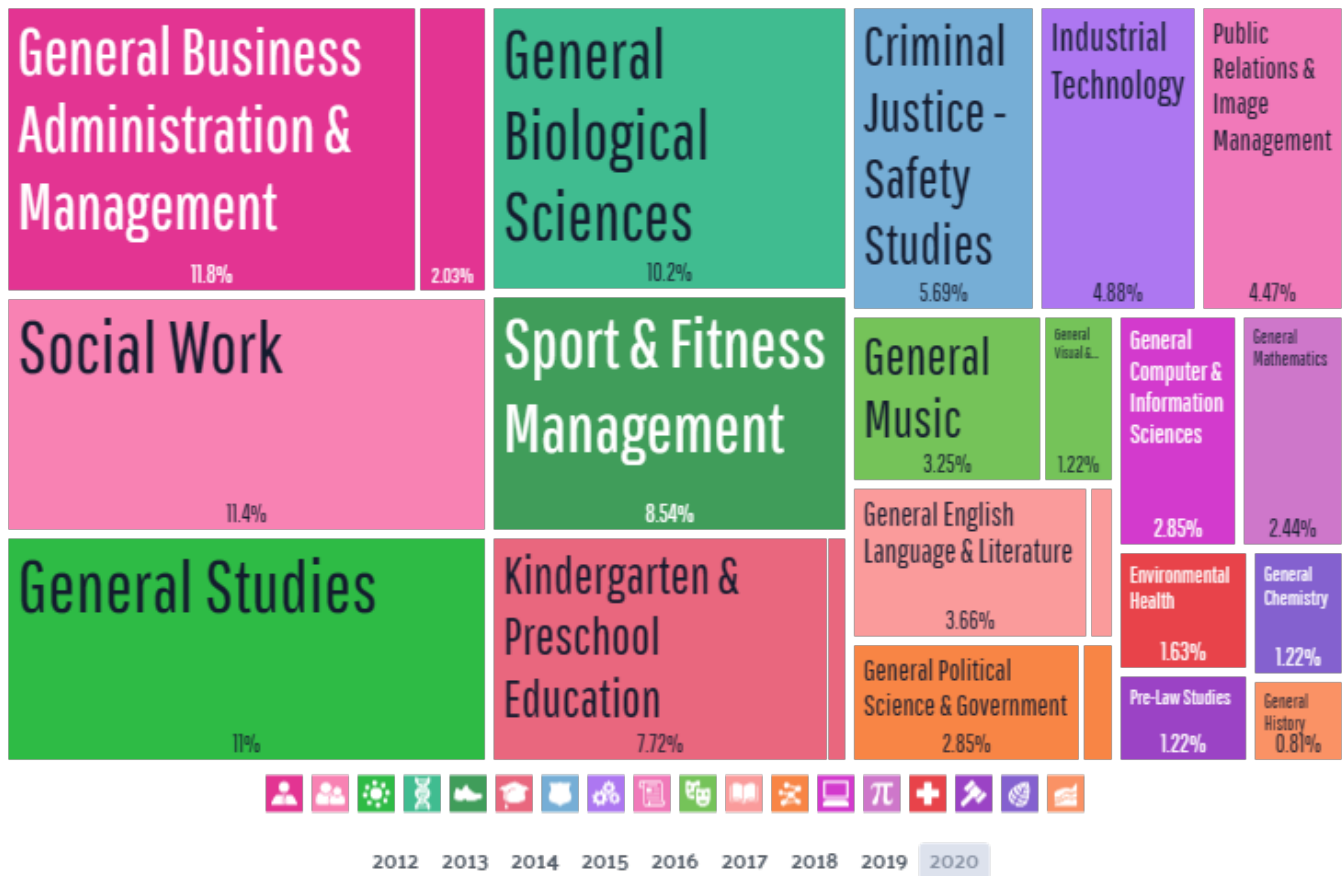 General Business
Administration &
Management
11.8%
2.03%
Social Work
11.4%
General Studies
11%
General
Biological
Sciences
10.2%
Sport & Fitness
Management
8.54%
Kindergarten &
Preschool
Education
7.72%
Criminal
Justice -
Safety
Studies
5.69%
Industrial
Technology
4.88%
Public
Relations &
Image
Management
4.47%
General
Music
3.25%
General
Visual &...
1.22%
General English
Language & Literature
3.66%
General Political
Science & Government
2.85%
General
Computer &
Information
Sciences
2.85%
General
Mathematics
2.44%
Environmental
Health
1.63%
General
Chemistry
1.22%
Pre-Law Studies
1.22%
General
History
0.81%
π
2012 2013 2014 2015 2016 2017 2018 2019 2020